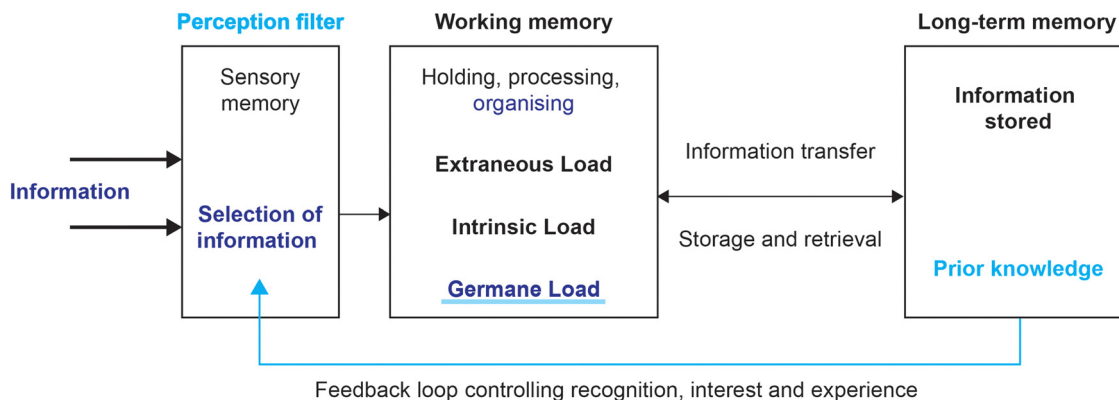 Perception filter
Working memory
Long-term memory
Information
Sensory
memory
Selection of
information
Holding, processing,
organising
Extraneous Load
Intrinsic Load
Germane Load
Information transfer
Storage and retrieval
Information
stored
Prior knowledge
Feedback loop controlling recognition, interest and experience